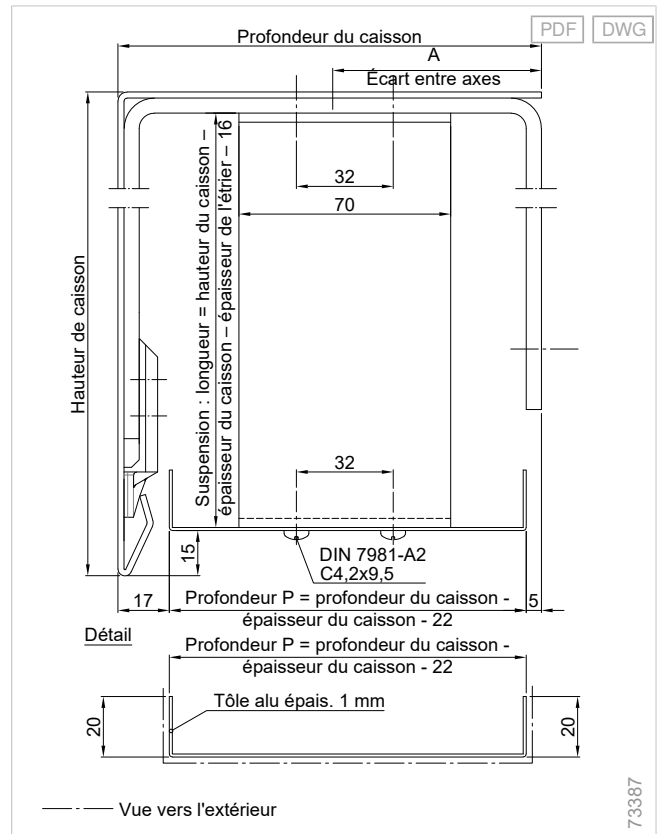 PDF DWG
Profondeur du caisson
A
Écart entre axes
32
70
Hauteur de caisson
Suspension : longueur = hauteur du caisson –
épaisseur du caisson – épaisseur de l'étrier – 16
32
15
DIN 7981-A2
C4,2x9,5
17
Profondeur P = profondeur du caisson -
épaisseur du caisson - 22
5
Détail
Profondeur P = profondeur du caisson -
épaisseur du caisson - 22
20
Tôle alu épais. 1 mm
20
Vue vers l'extérieur
73387